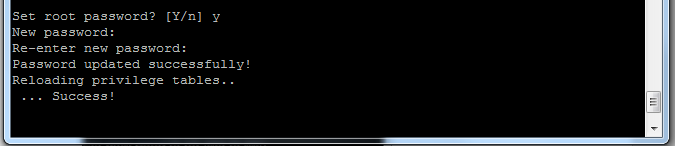 Set root password? [Y/n] y
New password:
Re-enter new password:
Password updated successfully!
Reloading privilege tables..
 ... Success!